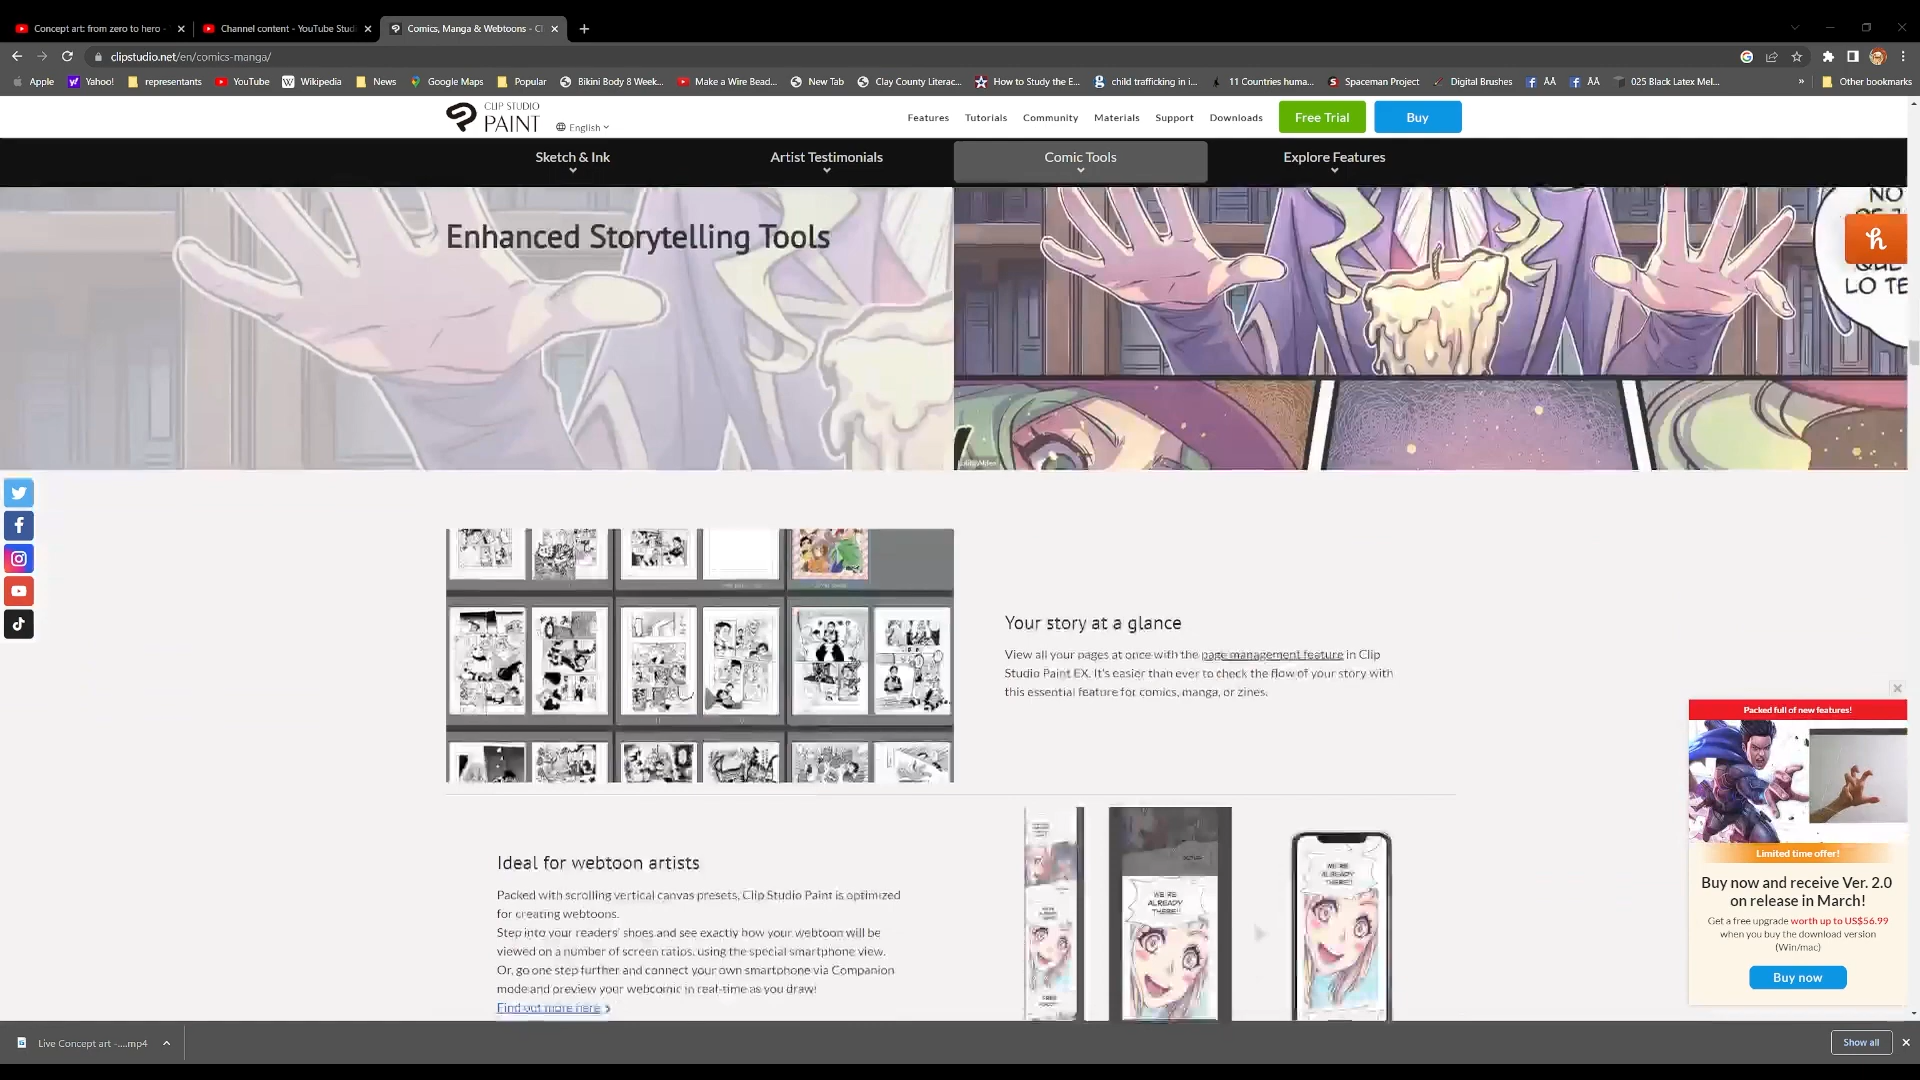 Concept art: from zero to hero -
Channel content - YouTube Studi
Comics, Manga & Webtoons - Cl
clipstudio.net/en/comics-manga/
Apple
Yahoo!
representants
YouTube
Wikipedia
News
Google Maps
Popular
Bikini Body 8 Week...
Make a Wire Bead...
New Tab
Clay County Literac...
How to Study the E...
child trafficking in i...
11 Countries huma...
Spaceman Project
Digital Brushes
ÂÂ
ÂÂ
025 Black Latex Mel...
»
Other bookmarks
CLIP STUDIO
PAINT
English
Features
Tutorials
Community
Materials
Support
Downloads
Free Trial
Buy
Sketch & Ink
Artist Testimonials
Comic Tools
Explore Features
Enhanced Storytelling Tools
NO
LO TE
Your story at a glance
View all your pages at once with the page management feature in Clip
Studio Paint EX. It's easier than ever to check the flow of your story with
this essential feature for comics, manga, or zines.
Ideal for webtoon artists
Packed with scrolling vertical canvas presets, Clip Studio Paint is optimized
for creating webtoons.
Step into your readers' shoes and see exactly how your webtoon will be
viewed on a number of screen ratios, using the special smartphone view.
Or, go one step further and connect your own smartphone via Companion
mode and preview your webcomic in real-time as you draw!
Find out more here >
WE'RE
ALREADY
THERE!!
WE'RE
ALREADY
THERE!!
Packed full of new features!
Limited time offer!
Buy now and receive Ver. 2.0
on release in March!
Get a free upgrade worth up to US$56.99
when you buy the download version
(Win/mac)
Buy now
Live Concept art -....mp4
Show all